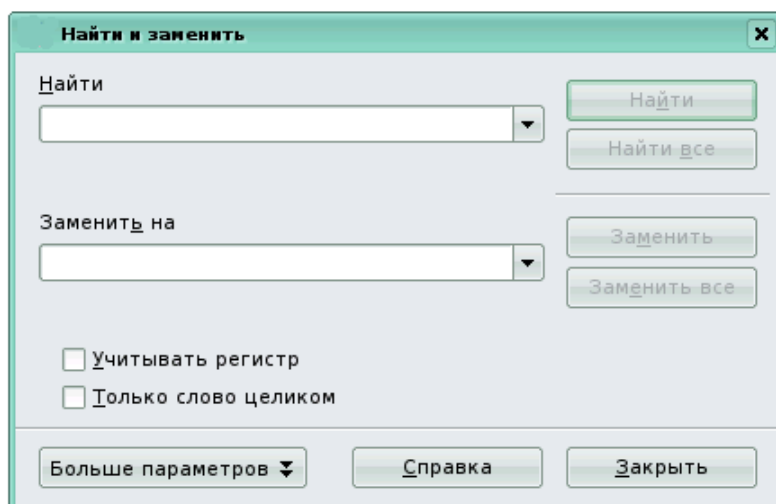 Найти и заменить
Найти
Найти
Найти все
Заменить на
Заменить
Заменить все
Учитывать регистр
Только слово целиком
Больше параметров
Справка
Закрыть